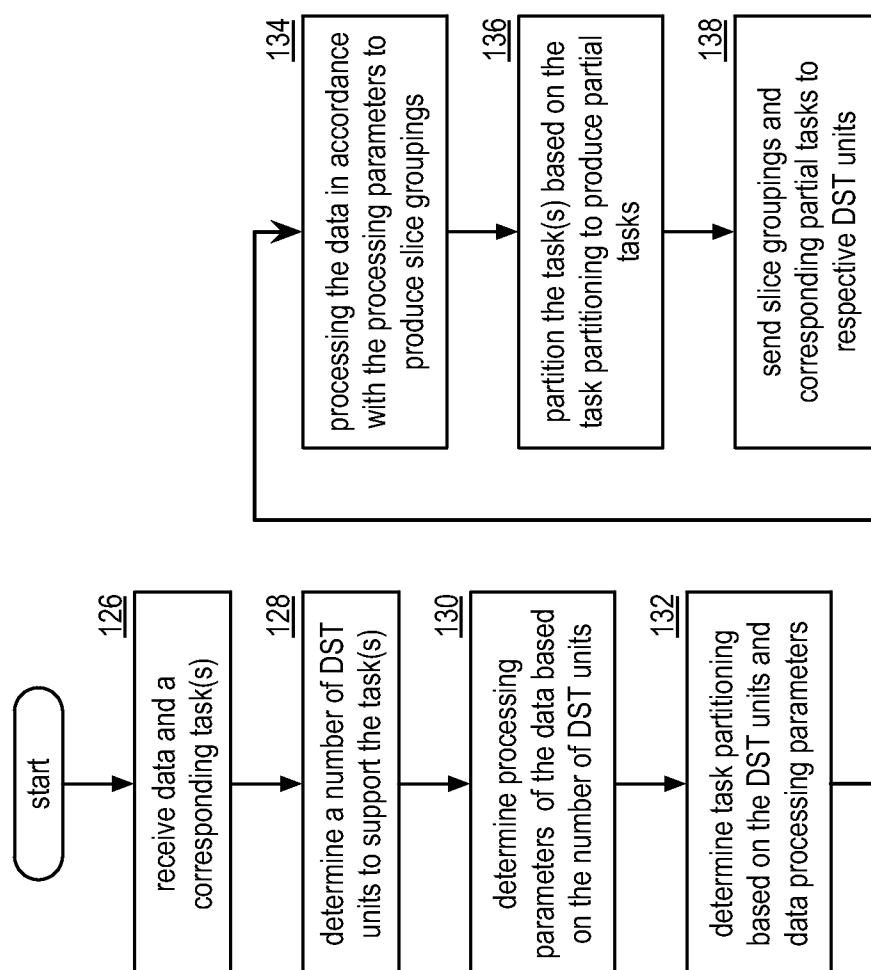 start
126
receive data and a
corresponding task(s)
128
determine a number of DST
units to support the task(s)
130
determine processing
parameters of the data based
on the number of DST units
132
determine task partitioning
based on the DST units and
data processing parameters
134
processing the data in accordance
with the processing parameters to
produce slice groupings
136
partition the task(s) based on the
task partitioning to produce partial
tasks
138
send slice groupings and
corresponding partial tasks to
respective DST units